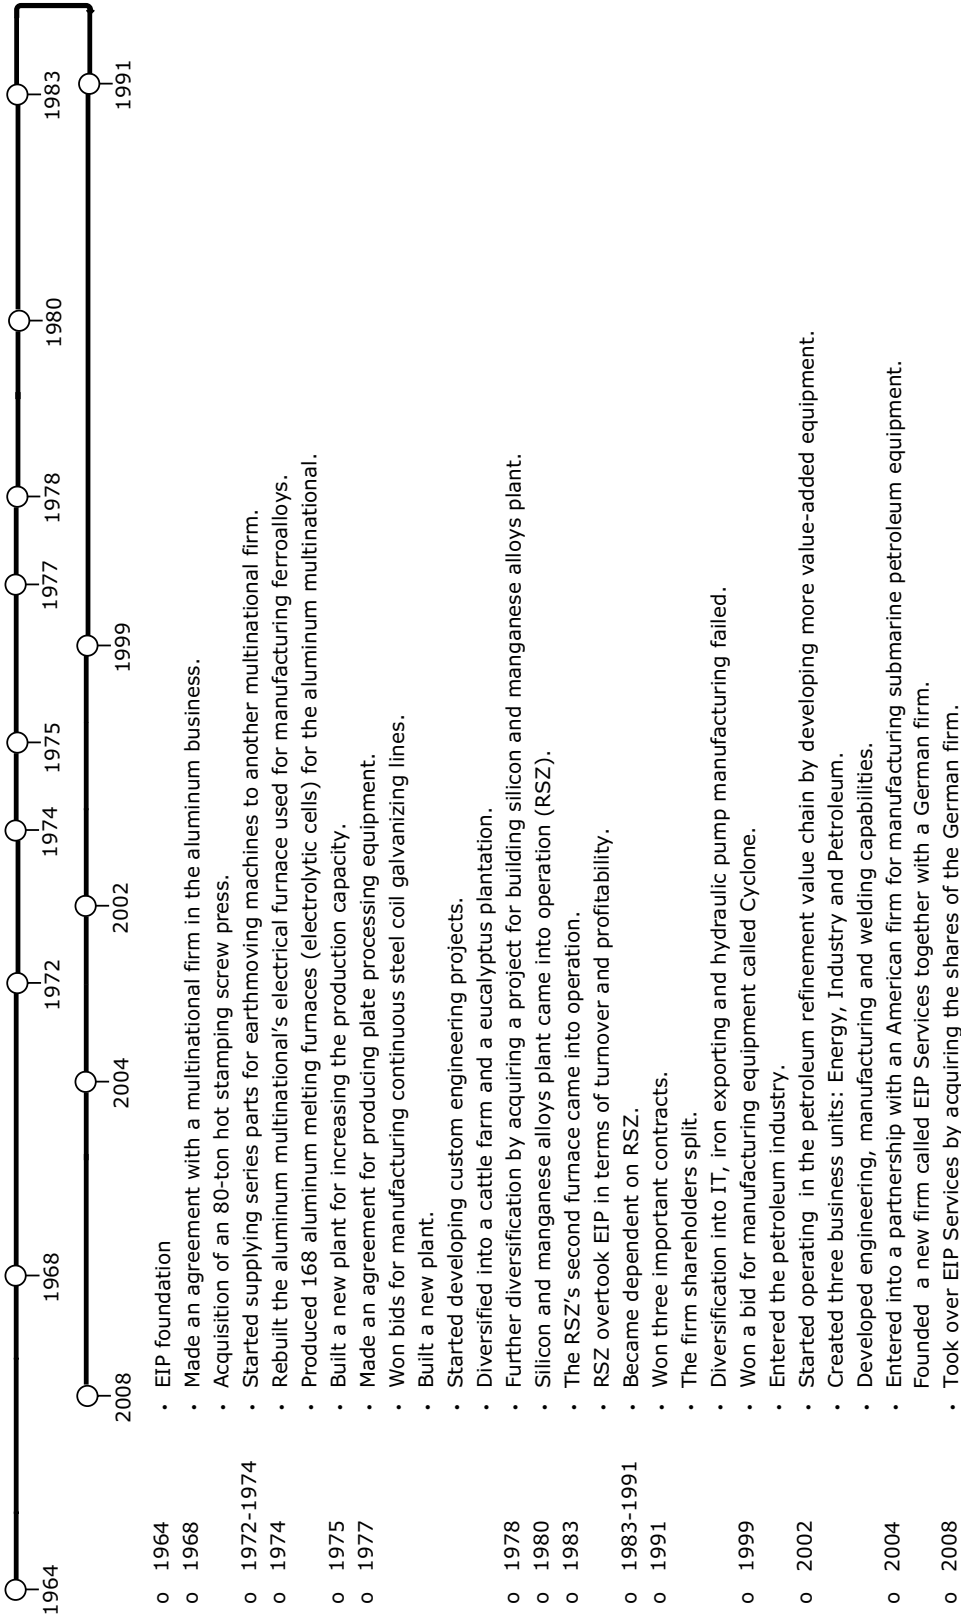 1964 1968 1972 1974 1975 1977 1978 1980 1983
2008 2004 2002 1999 1991
o 1964 • EIP foundation
o 1968 • Made an agreement with a multinational firm in the aluminum business.
• Acquisition of an 80-ton hot stamping screw press.
o 1972-1974 • Started supplying series parts for earthmoving machines to another multinational firm.
o 1974 • Rebuilt the aluminum multinational’s electrical furnace used for manufacturing ferroalloys.
• Produced 168 aluminum melting furnaces (electrolytic cells) for the aluminum multinational.
o 1975 • Built a new plant for increasing the production capacity.
o 1977 • Made an agreement for producing plate processing equipment.
• Won bids for manufacturing continuous steel coil galvanizing lines.
• Built a new plant.
• Started developing custom engineering projects.
• Diversified into a cattle farm and a eucalyptus plantation.
o 1978 • Further diversification by acquiring a project for building silicon and manganese alloys plant.
o 1980 • Silicon and manganese alloys plant came into operation (RSZ).
o 1983 • The RSZ’s second furnace came into operation.
• RSZ overtook EIP in terms of turnover and profitability.
o 1983-1991 • Became dependent on RSZ.
o 1991 • Won three important contracts.
• The firm shareholders split.
• Diversification into IT, iron exporting and hydraulic pump manufacturing failed.
o 1999 • Won a bid for manufacturing equipment called Cyclone.
• Entered the petroleum industry.
o 2002 • Started operating in the petroleum refinement value chain by developing more value-added equipment.
• Created three business units: Energy, Industry and Petroleum.
• Developed engineering, manufacturing and welding capabilities.
o 2004 • Entered into a partnership with an American firm for manufacturing submarine petroleum equipment.
Founded a new firm called EIP Services together with a German firm.
o 2008 • Took over EIP Services by acquiring the shares of the German firm.